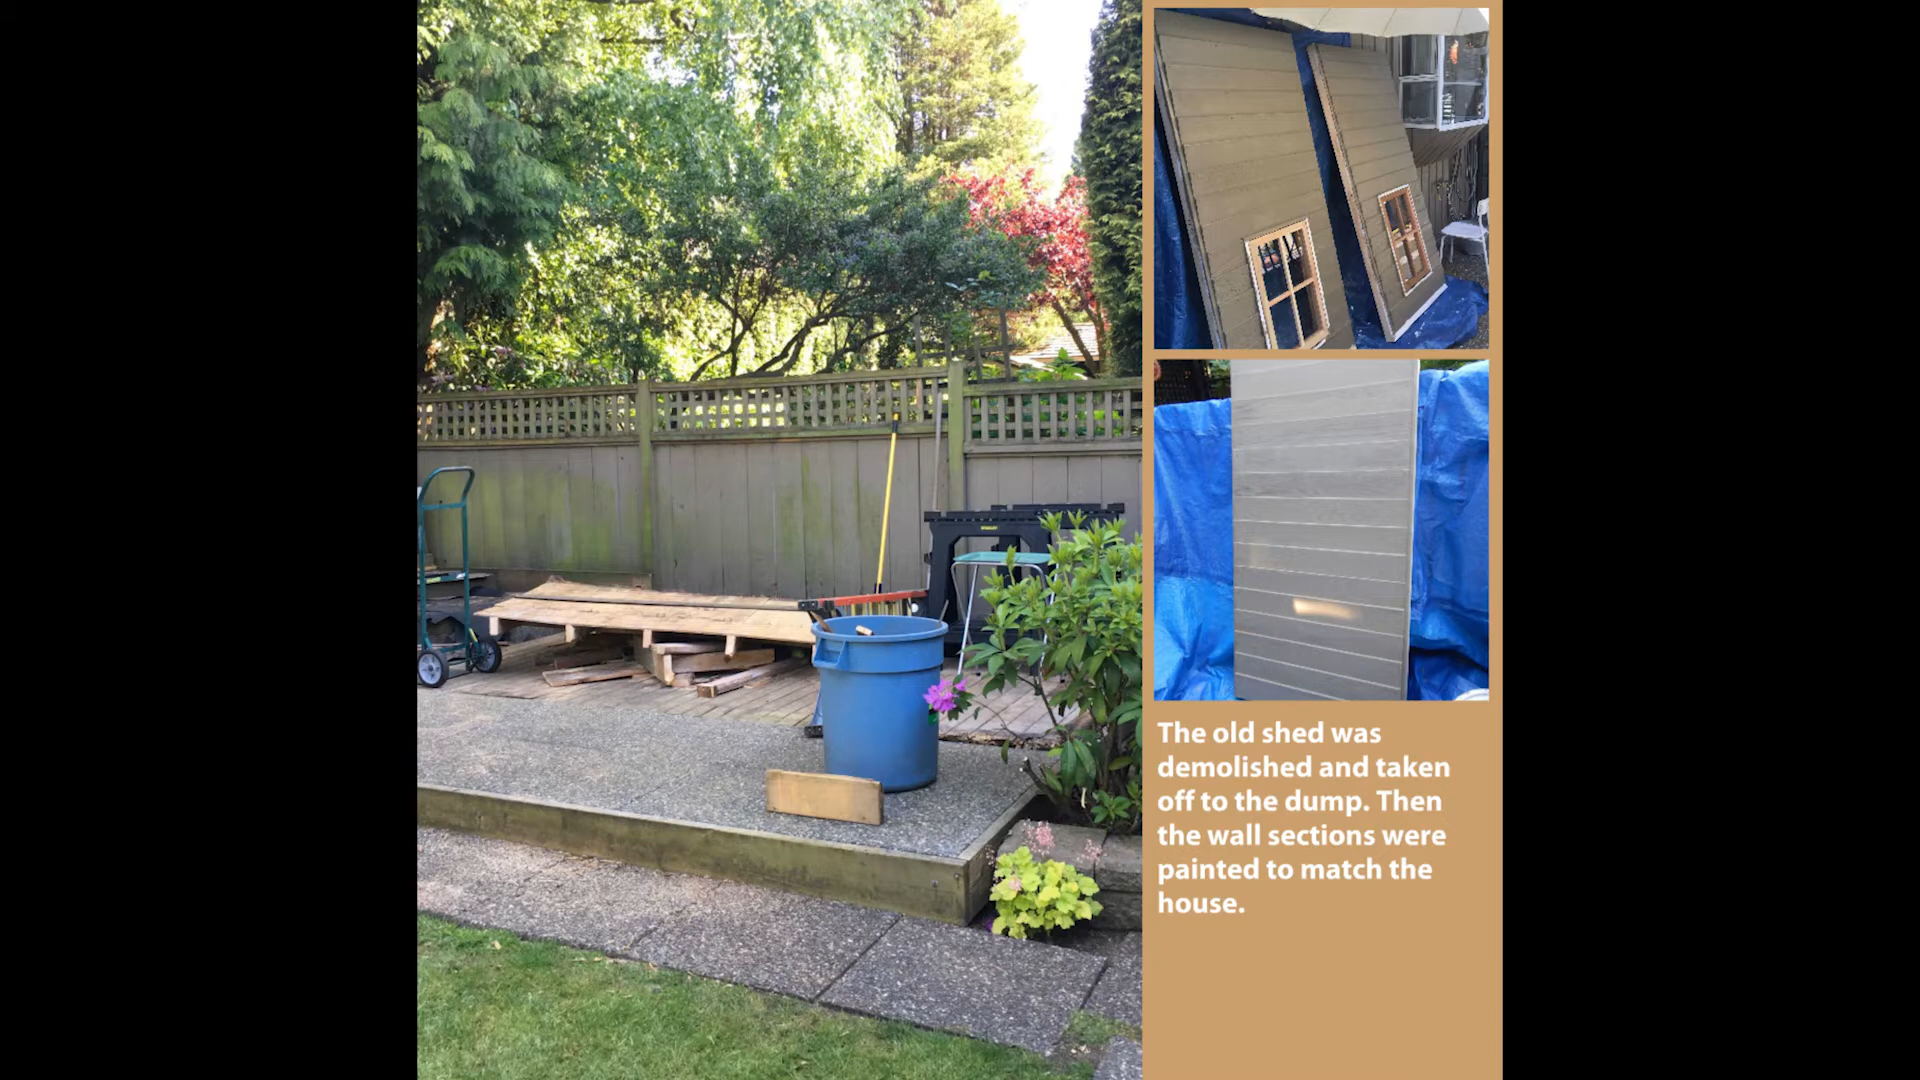 The old shed was
demolished and taken
off to the dump. Then
the wall sections were
painted to match the
house.